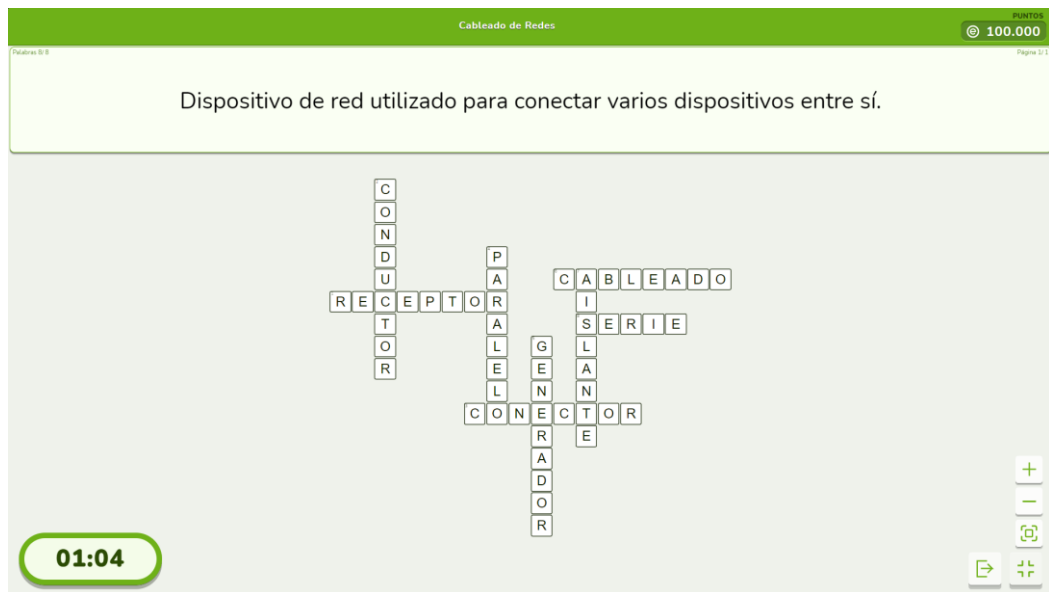 Cableado de Redes
PUNTOS
100.000
Palabras 8/ 8
Página 1/ 1
Dispositivo de red utilizado para conectar varios dispositivos entre sí.
CONDUCTOR
PARALELO
CABLEADO
RECEPTOR
AISLANTE
SERIE
GENERADOR
CONECTOR
01:04